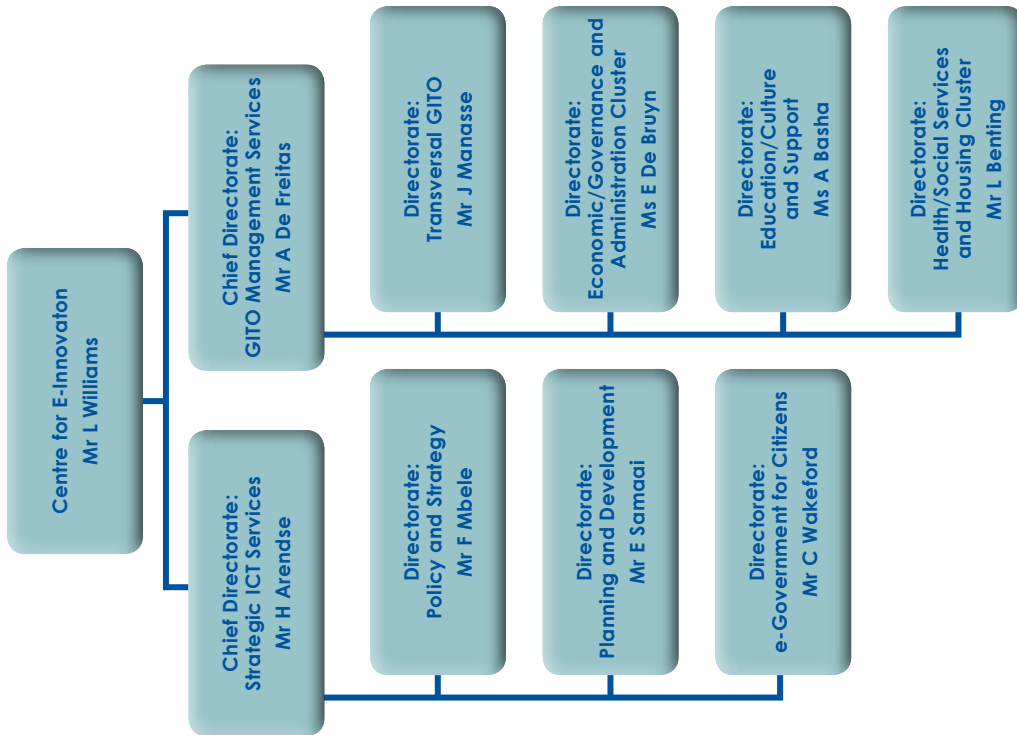 Centre for E-Innovaton
Mr L Williams
Chief Directorate:
Strategic ICT Services
Mr H Arendse
Directorate:
Policy and Strategy
Mr F Mbele
Directorate:
Planning and Development
Mr E Samaai
Directorate:
e-Government for Citizens
Mr C Wakeford
Chief Directorate:
GITO Management Services
Mr A De Freitas
Directorate:
Transversal GITO
Mr J Manasse
Directorate:
Economic/Governance and
Administration Cluster
Ms E De Bruyn
Directorate:
Education/Culture
and Support
Ms A Basha
Directorate:
Health/Social Services
and Housing Cluster
Mr L Benting